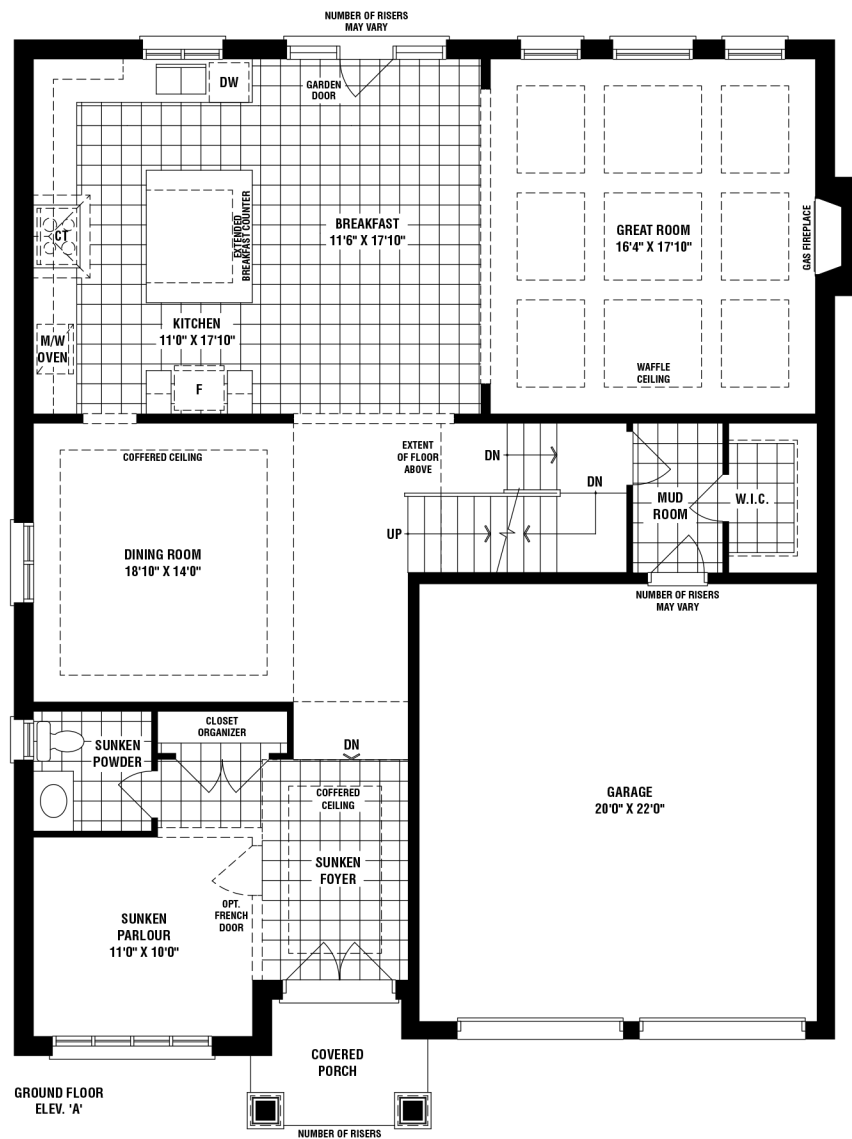 NUMBER OF RISERS
MAY VARY
DW
GARDEN
DOOR
CT
EXTENDED
BREAKFAST COUNTER
BREAKFAST
11'6" X 17'10"
GREAT ROOM
16'4" X 17'10"
GAS FIREPLACE
KITCHEN
11'0" X 17'10"
M/W
OVEN
F
WAFFLE
CEILING
COFFERED CEILING
EXTENT
OF FLOOR
ABOVE
DN
DN
UP
MUD
ROOM
W.I.C.
DINING ROOM
18'10" X 14'0"
NUMBER OF RISERS
MAY VARY
CLOSET
ORGANIZER
SUNKEN
POWDER
DN
COFFERED
CEILING
GARAGE
20'0" X 22'0"
SUNKEN
FOYER
OPT.
FRENCH
DOOR
SUNKEN
PARLOUR
11'0" X 10'0"
COVERED
PORCH
GROUND FLOOR
ELEV. 'A'
NUMBER OF RISERS